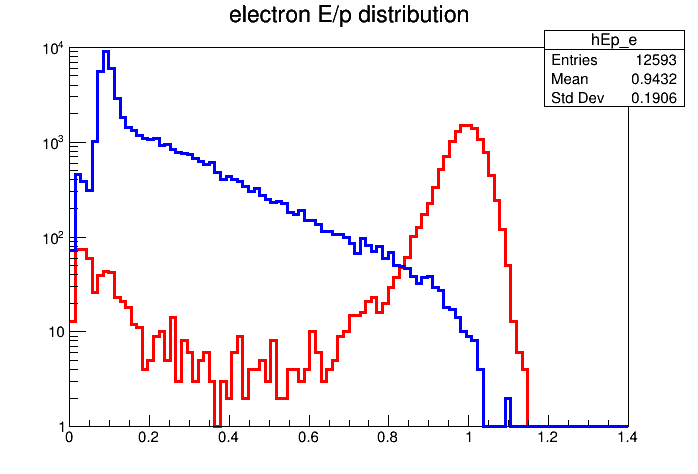 electron E/p distribution
hEp_e
Entries 12593
Mean 0.9432
Std Dev 0.1906
10⁴
10³
10²
10
1
0 0.2 0.4 0.6 0.8 1 1.2 1.4